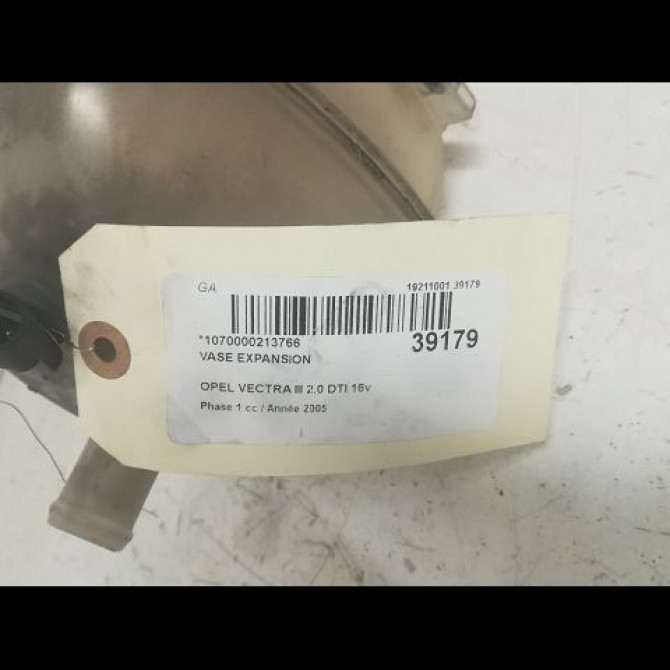 GA 19211001 39179
*1070000213766 39179
VASE EXPANSION
OPEL VECTRA III 2.0 DTI 16v
Phase 1 cc / Année 2005